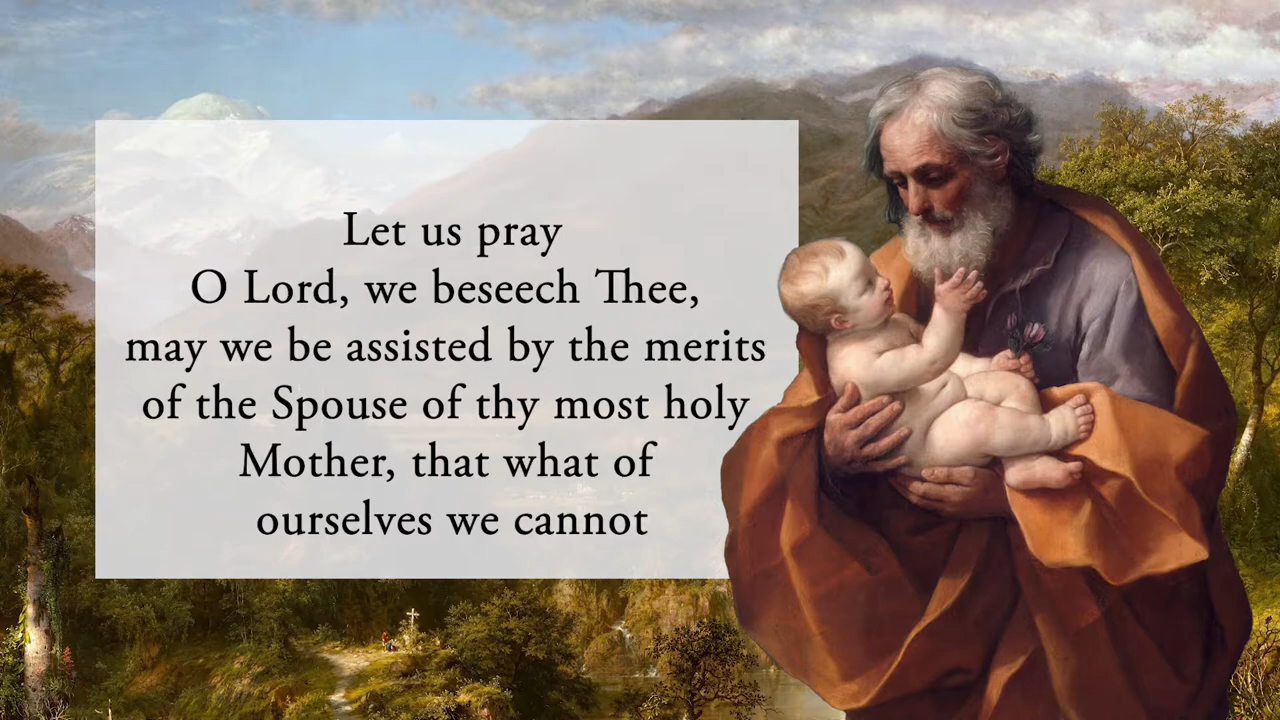 Let us pray
O Lord, we beseech Thee,
may we be assisted by the merits
of the Spouse of thy most holy
Mother, that what of
ourselves we cannot